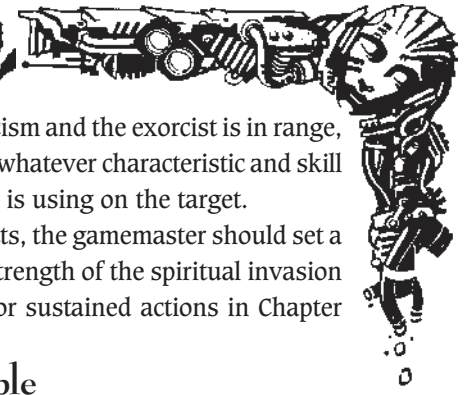 tism and the exorcist is in range,
whatever characteristic and skill
is using on the target.
ts, the gamemaster should set a
trength of the spiritual invasion
or sustained actions in Chapter
ple